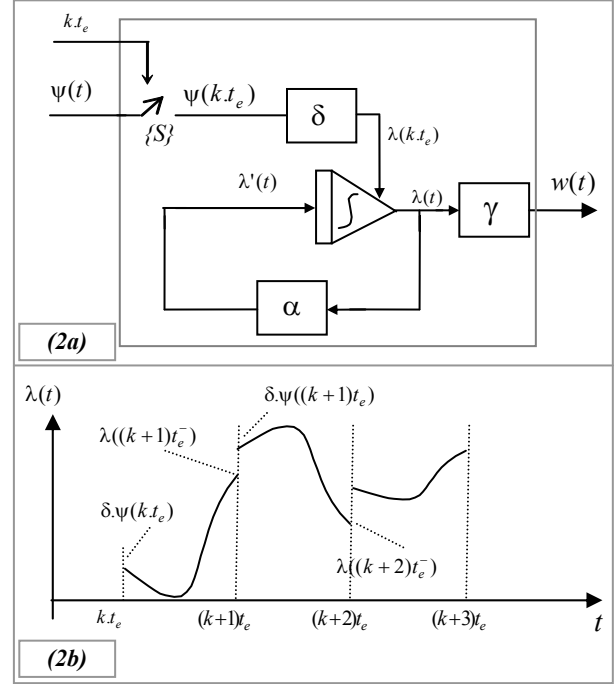 k.t_e
ψ(t)
{S}
ψ(k.t_e)
δ
λ(k.t_e)
λ'(t)
∫
λ(t)
γ
w(t)
α
(2a)
λ(t)
δ.ψ((k+1)t_e)
λ((k+1)t_e^-)
δ.ψ(k.t_e)
λ((k+2)t_e^-)
k.t_e
(k+1)t_e
(k+2)t_e
(k+3)t_e
t
(2b)